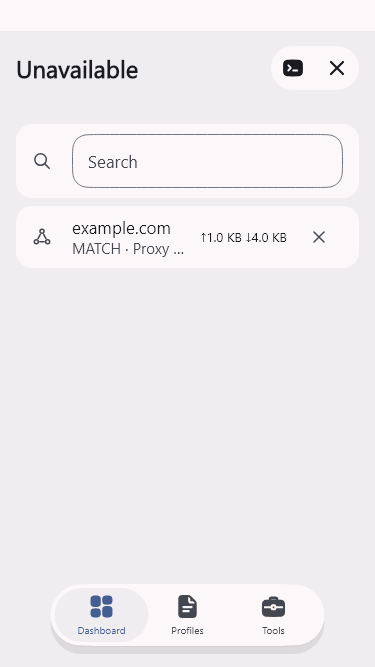 Unavailable
Search
example.com
MATCH · Proxy ...
↑1.0 KB ↓4.0 KB
Dashboard
Profiles
Tools